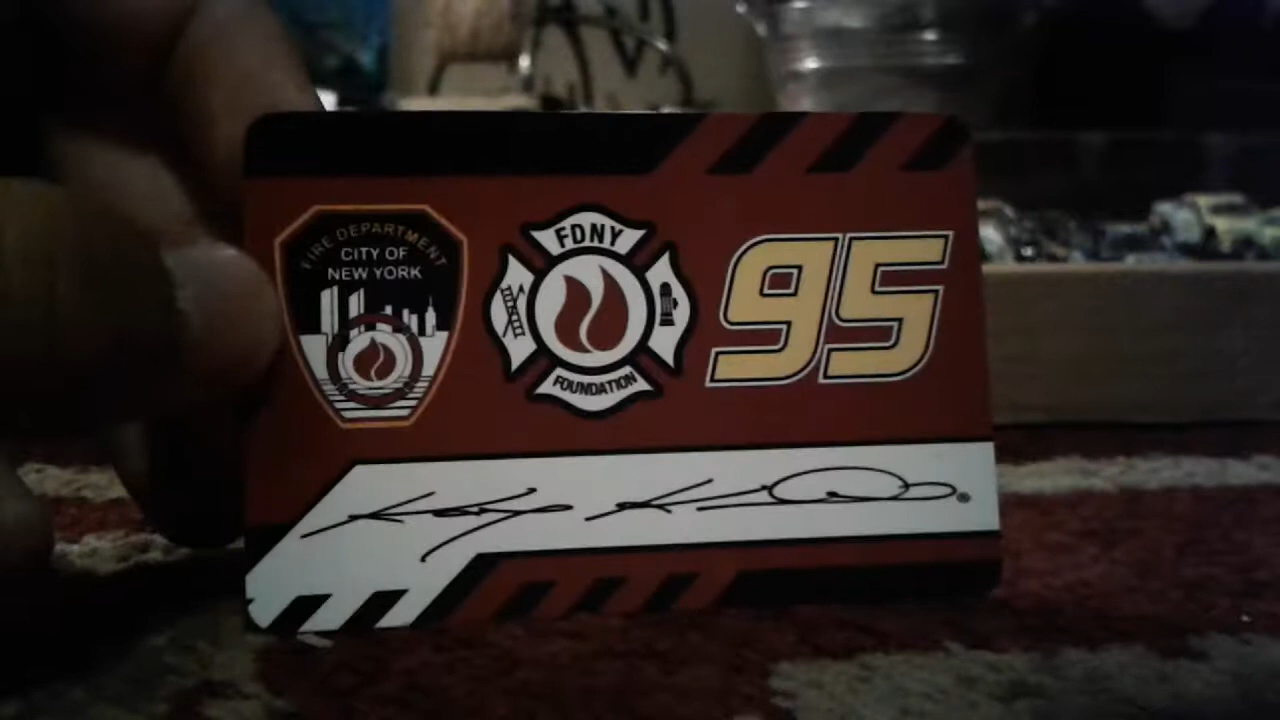 FIRE DEPARTMENT
CITY OF
NEW YORK
FDNY
FOUNDATION
95
®